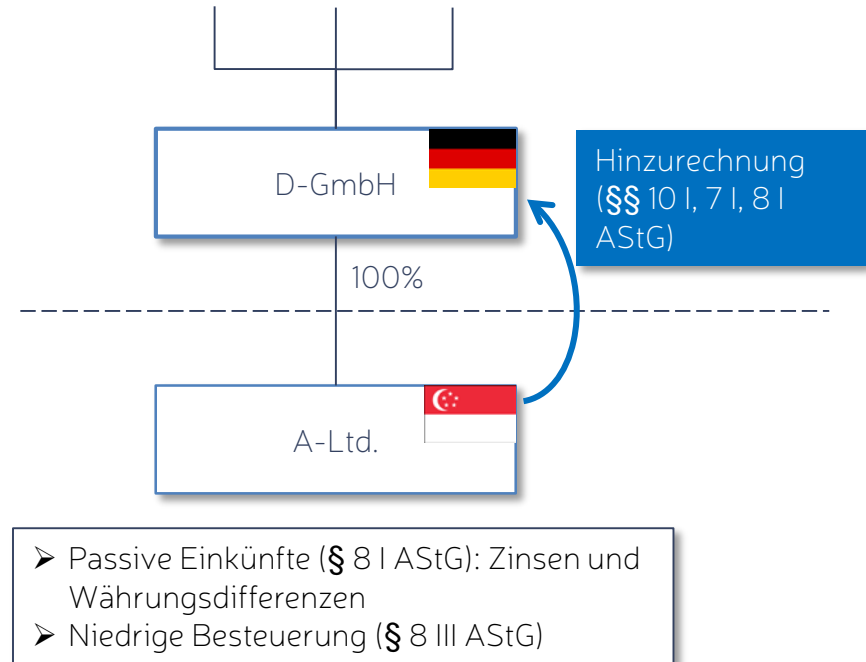 D-GmbH
Hinzurechnung
(§§ 10 I, 7 I, 8 I
AStG)
100%
A-Ltd.
➢ Passive Einkünfte (§ 8 I AStG): Zinsen und
Währungsdifferenzen
➢ Niedrige Besteuerung (§ 8 III AStG)